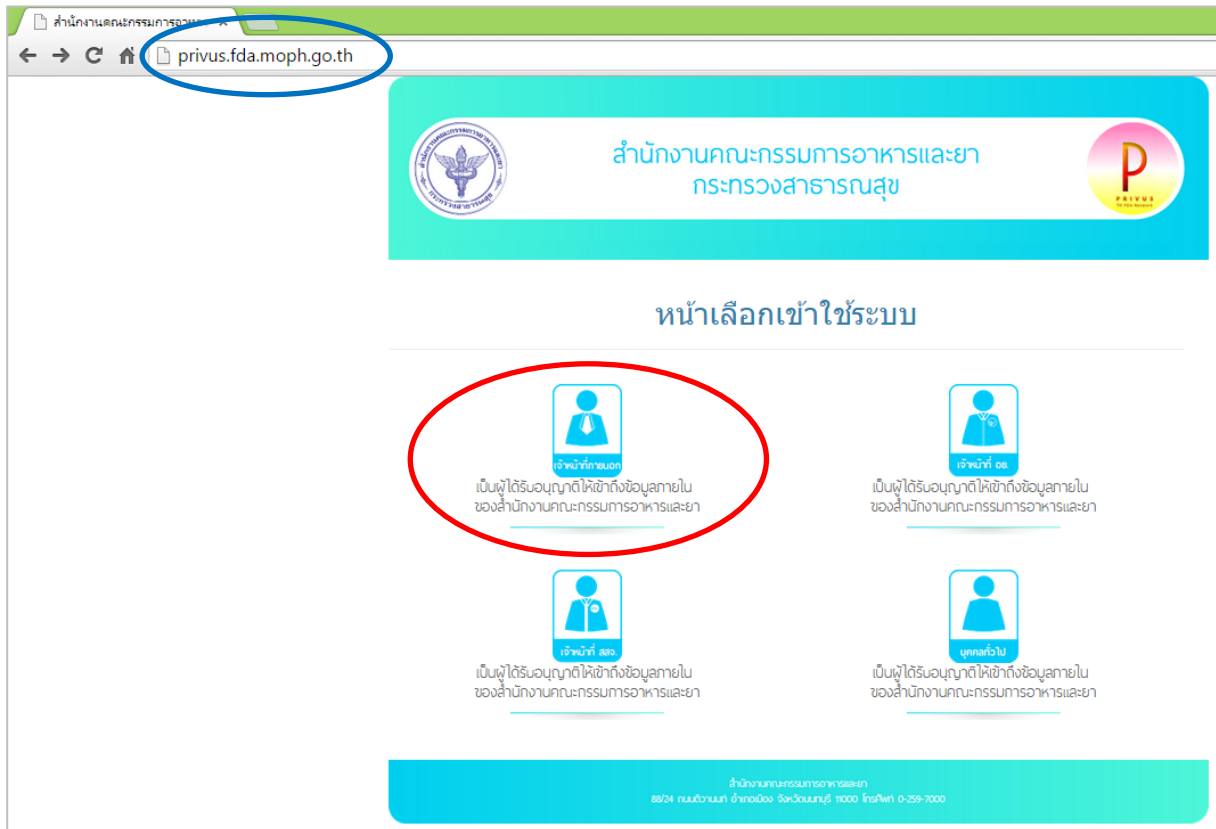 สำนักงานคณะกรรมการอาหาร
privus.fda.moph.go.th
สำนักงานคณะกรรมการอาหารและยา
กระทรวงสาธารณสุข
P
PRIVUS
หน้าเลือกเข้าใช้ระบบ
เจ้าหน้าที่ภายนอก
เป็นผู้ได้รับอนุญาติให้เข้าถึงข้อมูลภายใน
ของสำนักงานคณะกรรมการอาหารและยา
เจ้าหน้าที่ อย.
เป็นผู้ได้รับอนุญาติให้เข้าถึงข้อมูลภายใน
ของสำนักงานคณะกรรมการอาหารและยา
เจ้าหน้าที่ สสจ.
เป็นผู้ได้รับอนุญาติให้เข้าถึงข้อมูลภายใน
ของสำนักงานคณะกรรมการอาหารและยา
บุคคลทั่วไป
เป็นผู้ได้รับอนุญาติให้เข้าถึงข้อมูลภายใน
ของสำนักงานคณะกรรมการอาหารและยา
สำนักงานคณะกรรมการอาหารและยา
88/24 ถนนติวานนท์ อำเภอเมือง จังหวัดนนทบุรี 11000 โทรศัพท์ 0-259-7000